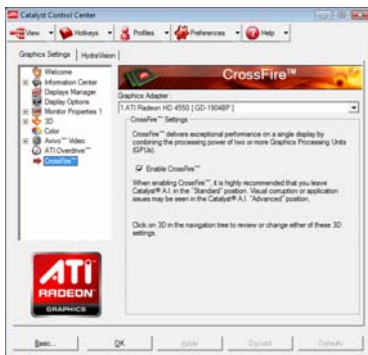 Catalyst Control Center
View Hotkeys Profiles Preferences Help
Graphics Settings HydraVision
Welcome
Information Center
Displays Manager
Display Options
Monitor Properties 1
3D
Color
Avivo™ Video
ATI Overdrive™
CrossFire™
CrossFire™
Graphics Adapter:
1.ATI Radeon HD 4550 [ GD-1904BP ]
CrossFire™ Settings
CrossFire™ delivers exceptional performance on a single display by
combining the processing power of two or more Graphics Processing Units
(GPUs).
Enable CrossFire™
When enabling CrossFire™, it is highly recommended that you leave
Catalyst® A.I. in the "Standard" position. Visual corruption or application
issues may be seen in the Catalyst® A.I. "Advanced" position.
Click on 3D in the navigation tree to review or change either of these 3D
settings.
ATI
RADEON
GRAPHICS
Basic... OK Apply Discard Defaults